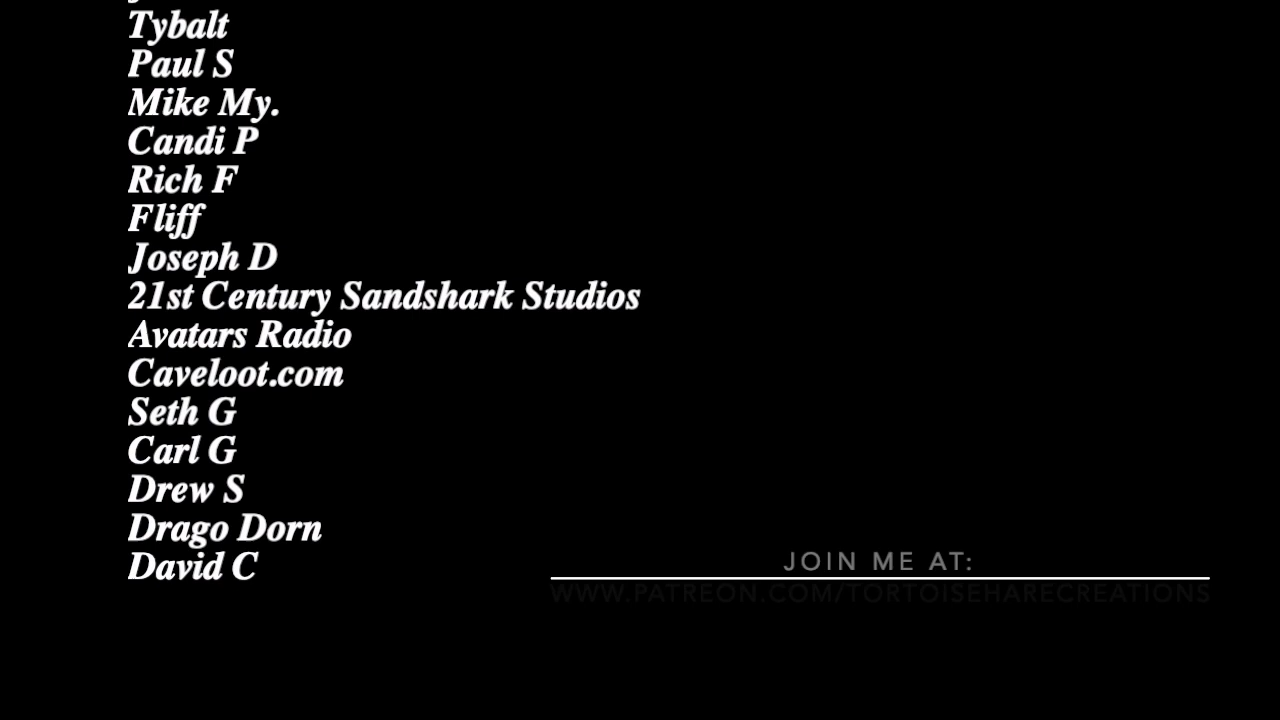 Tybalt
Paul S
Mike My.
Candi P
Rich F
Fliff
Joseph D
21st Century Sandshark Studios
Avatars Radio
Caveloot.com
Seth G
Carl G
Drew S
Drago Dorn
David C
JOIN ME AT:
WWW.PATREON.COM/TORTOISEHARECREATIONS